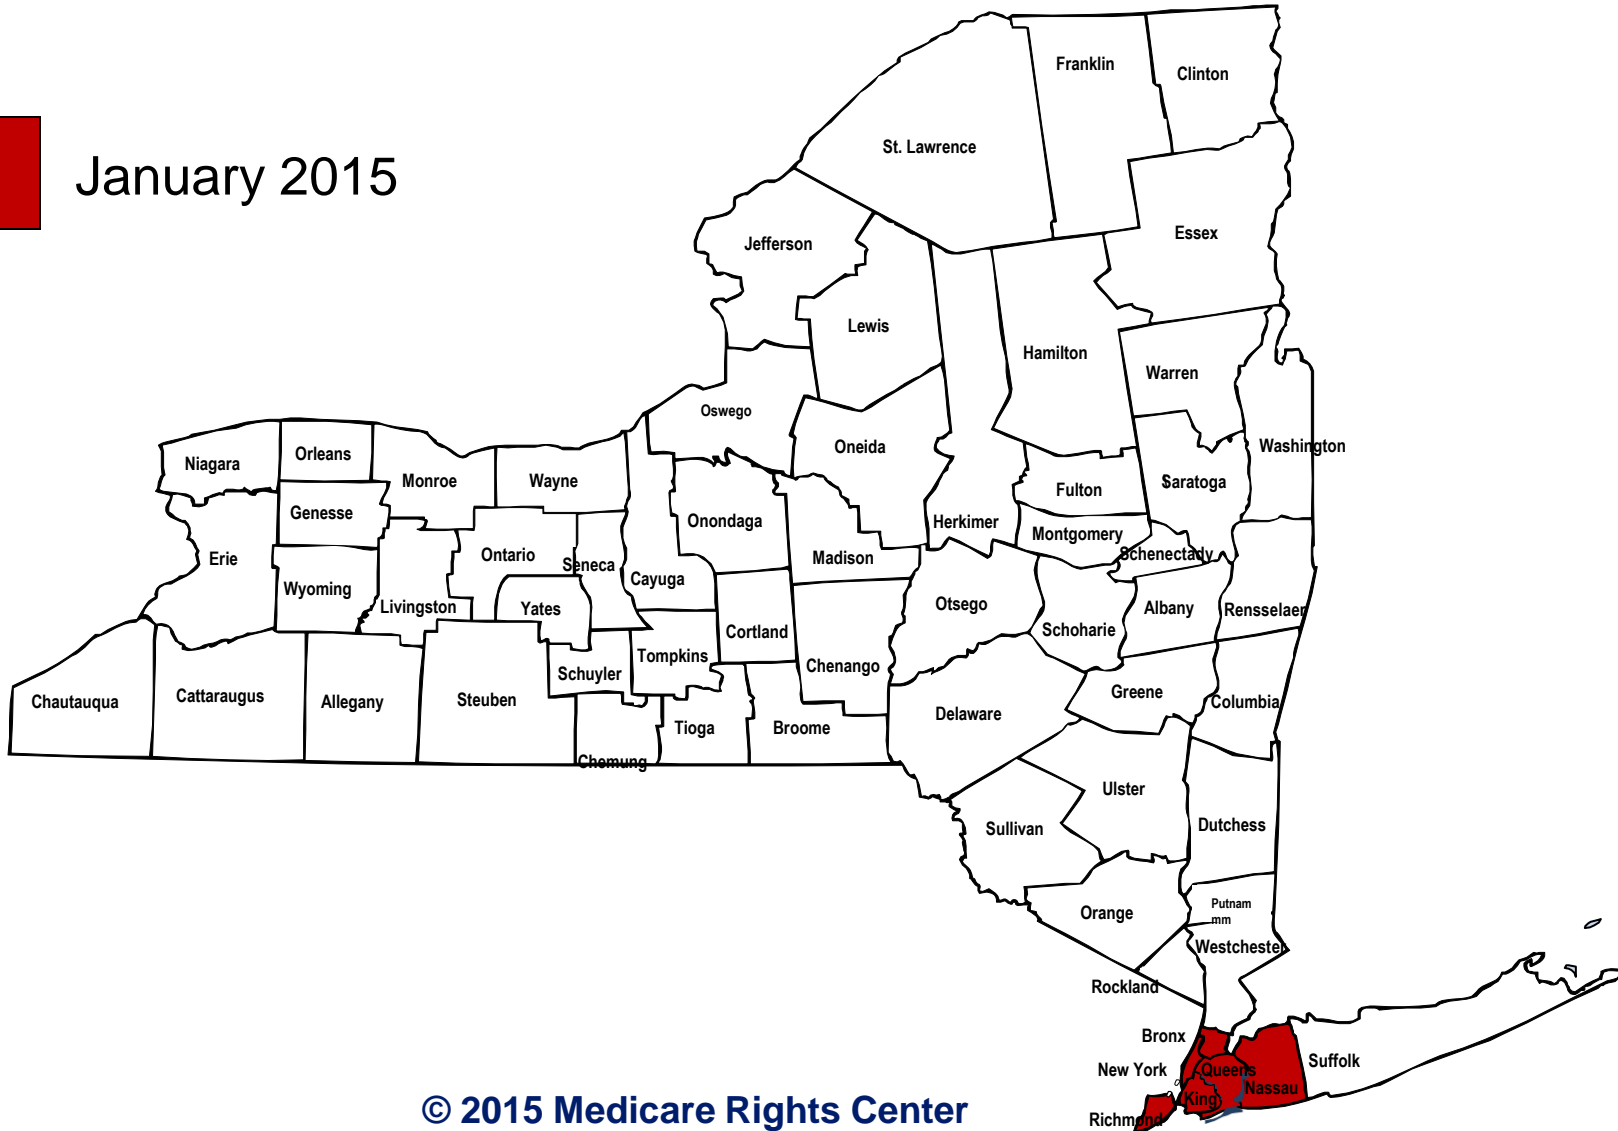 January 2015
Franklin
Clinton
St. Lawrence
Essex
Jefferson
Lewis
Hamilton
Warren
Oswego
Oneida
Washington
Niagara
Orleans
Monroe
Wayne
Fulton
Saratoga
Genesse
Onondaga
Herkimer
Montgomery
Erie
Ontario
Seneca
Madison
Schenectady
Wyoming
Cayuga
Livingston
Yates
Otsego
Albany
Rensselaer
Cortland
Schoharie
Tompkins
Chenango
Schuyler
Chautauqua
Cattaraugus
Allegany
Steuben
Greene
Columbia
Tioga
Broome
Delaware
Chemung
Ulster
Sullivan
Dutchess
Putnam
mm
Orange
Westchester
Rockland
Bronx
New York
Queens
Suffolk
Nassau
King
Richmond
© 2015 Medicare Rights Center